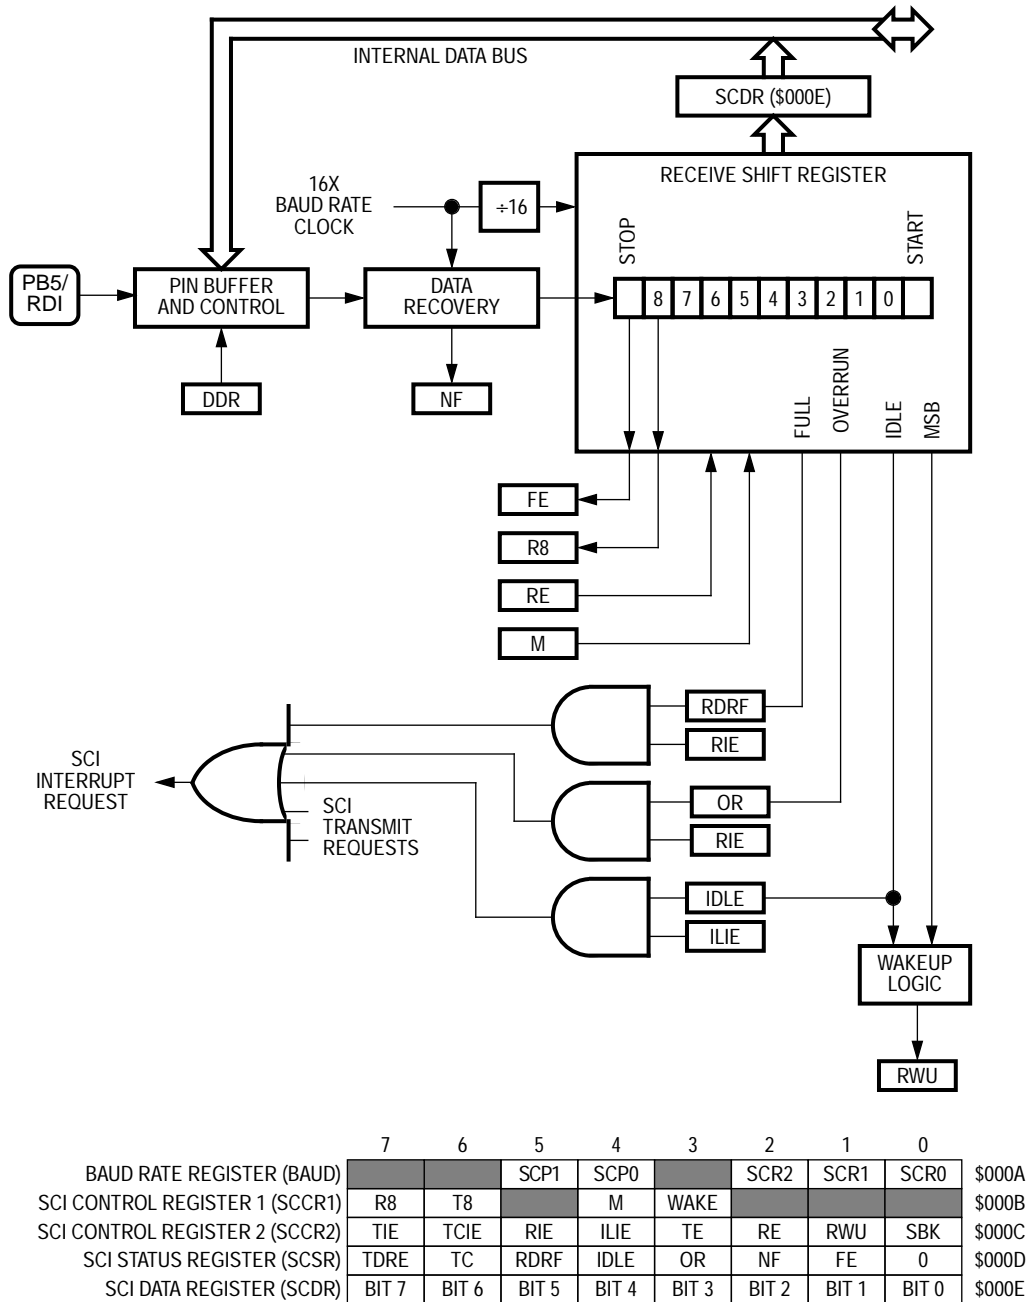 INTERNAL DATA BUS
SCDR ($000E)
RECEIVE SHIFT REGISTER
16X
BAUD RATE
CLOCK
÷16
STOP
START
PB5/
RDI
PIN BUFFER
AND CONTROL
DATA
RECOVERY
8 7 6 5 4 3 2 1 0
DDR
NF
FULL
OVERRUN
IDLE
MSB
FE
R8
RE
M
RDRF
RIE
SCI
INTERRUPT
REQUEST
OR
SCI
TRANSMIT
REQUESTS
RIE
IDLE
ILIE
WAKEUP
LOGIC
RWU
7 6 5 4 3 2 1 0
BAUD RATE REGISTER (BAUD) SCP1 SCP0 SCR2 SCR1 SCR0 $000A
SCI CONTROL REGISTER 1 (SCCR1) R8 T8 M WAKE $000B
SCI CONTROL REGISTER 2 (SCCR2) TIE TCIE RIE ILIE TE RE RWU SBK $000C
SCI STATUS REGISTER (SCSR) TDRE TC RDRF IDLE OR NF FE 0 $000D
SCI DATA REGISTER (SCDR) BIT 7 BIT 6 BIT 5 BIT 4 BIT 3 BIT 2 BIT 1 BIT 0 $000E